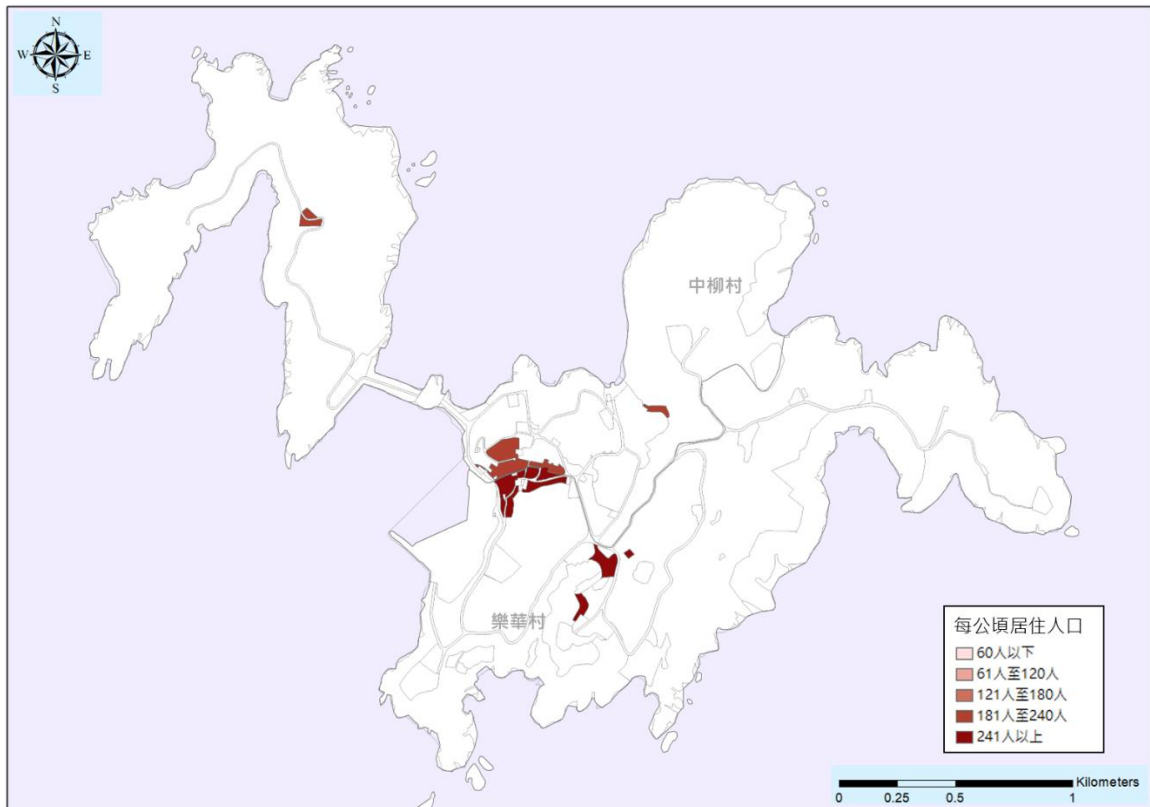 N
W E
S
中柳村
樂華村
每公頃居住人口
60人以下
61人至120人
121人至180人
181人至240人
241人以上
Kilometers
0 0.25 0.5 1